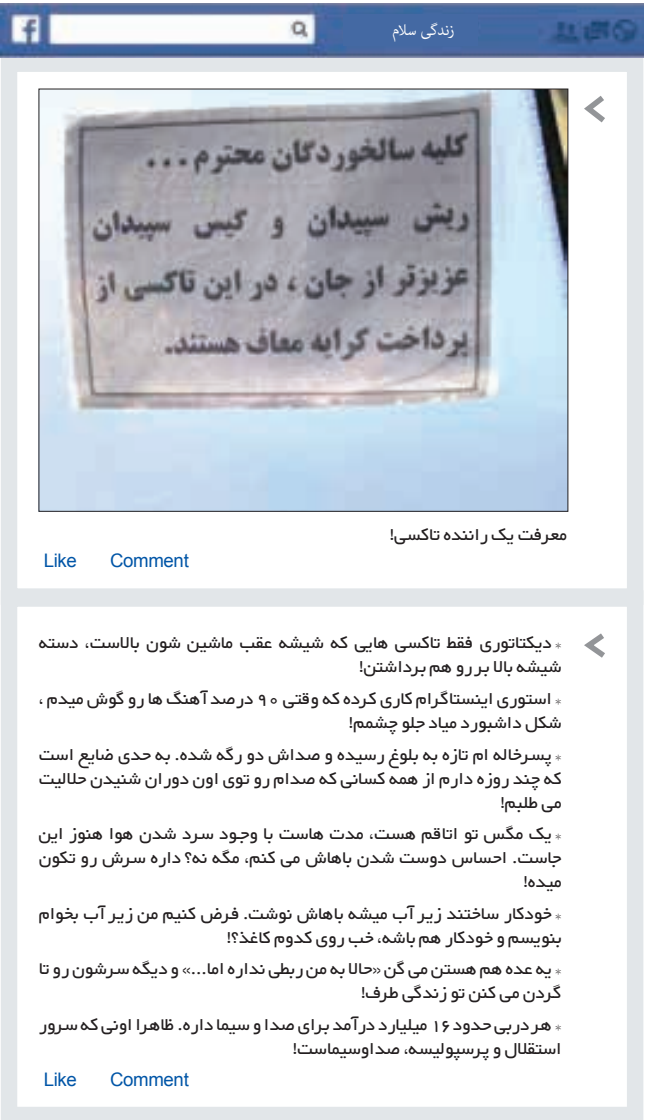 زندگی سلام
کلیه سالخوردگان محترم . . .
ریش سپیدان و گیس سپیدان
عزیزتر از جان ، در این تاکسی از
پرداخت کرایه معاف هستند.
معرفت یک راننده تاکسی!
Like Comment
* دیکتاتوری فقط تاکسی هایی که شیشه عقب ماشین شون بالاست، دسته
شیشه بالا بر رو هم برداشتن!
* استوری اینستاگرام کاری کرده که وقتی ۹۰ درصد آهنگ ها رو گوش میدم ،
شکل داشبورد میاد جلو چشمم!
* پسرخاله ام تازه به بلوغ رسیده و صداش دو رگه شده. به حدی ضایع است
که چند روزه دارم از همه کسانی که صدام رو توی اون دوران شنیدن حلالیت
می طلبم!
* یک مگس تو اتاقم هست، مدت هاست با وجود سرد شدن هوا هنوز این
جاست. احساس دوست شدن باهاش می کنم، مگه نه؟ داره سرش رو تکون
میده!
* خودکار ساختند زیر آب میشه باهاش نوشت. فرض کنیم من زیر آب بخوام
بنویسم و خودکار هم باشه، خب روی کدوم کاغذ؟!
* یه عده هم هستن می گن «حالا به من ربطی نداره اما...» و دیگه سرشون رو تا
گردن می کنن تو زندگی طرف!
* هر دربی حدود ۱۶ میلیارد درآمد برای صدا و سیما داره. ظاهرا اونی که سرور
استقلال و پرسپولیسه، صداوسیماست!
Like Comment